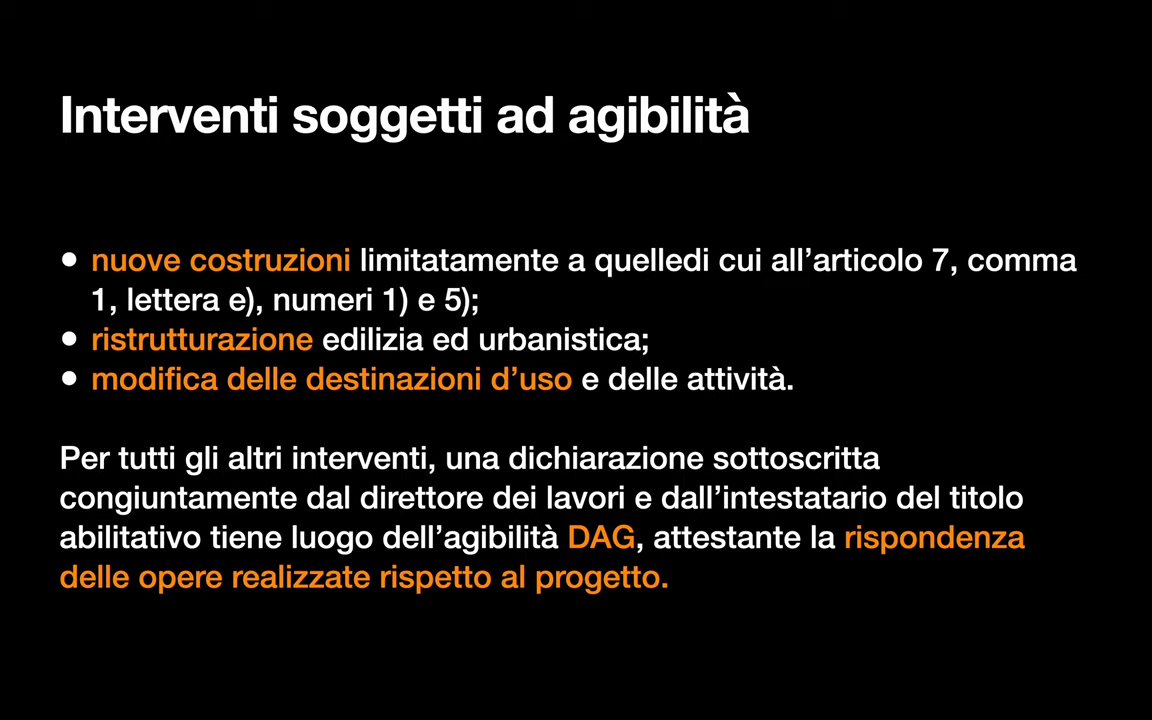 Interventi soggetti ad agibilità
• nuove costruzioni limitatamente a quelledi cui all’articolo 7, comma
1, lettera e), numeri 1) e 5);
• ristrutturazione edilizia ed urbanistica;
• modifica delle destinazioni d’uso e delle attività.
Per tutti gli altri interventi, una dichiarazione sottoscritta
congiuntamente dal direttore dei lavori e dall’intestatario del titolo
abilitativo tiene luogo dell’agibilità DAG, attestante la rispondenza
delle opere realizzate rispetto al progetto.